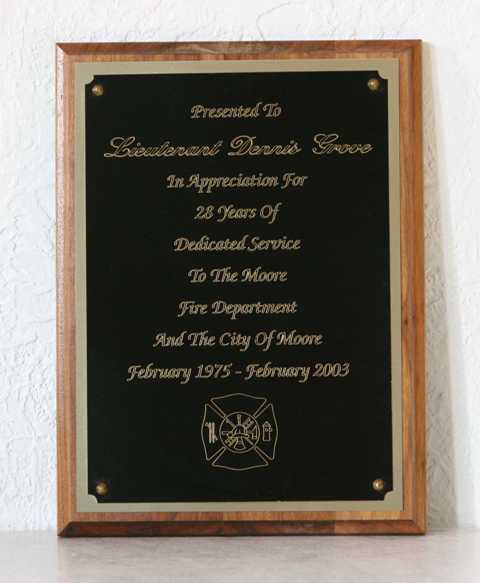 Presented To
Lieutenant Dennis Grove
In Appreciation For
28 Years Of
Dedicated Service
To The Moore
Fire Department
And The City Of Moore
February 1975 - February 2003